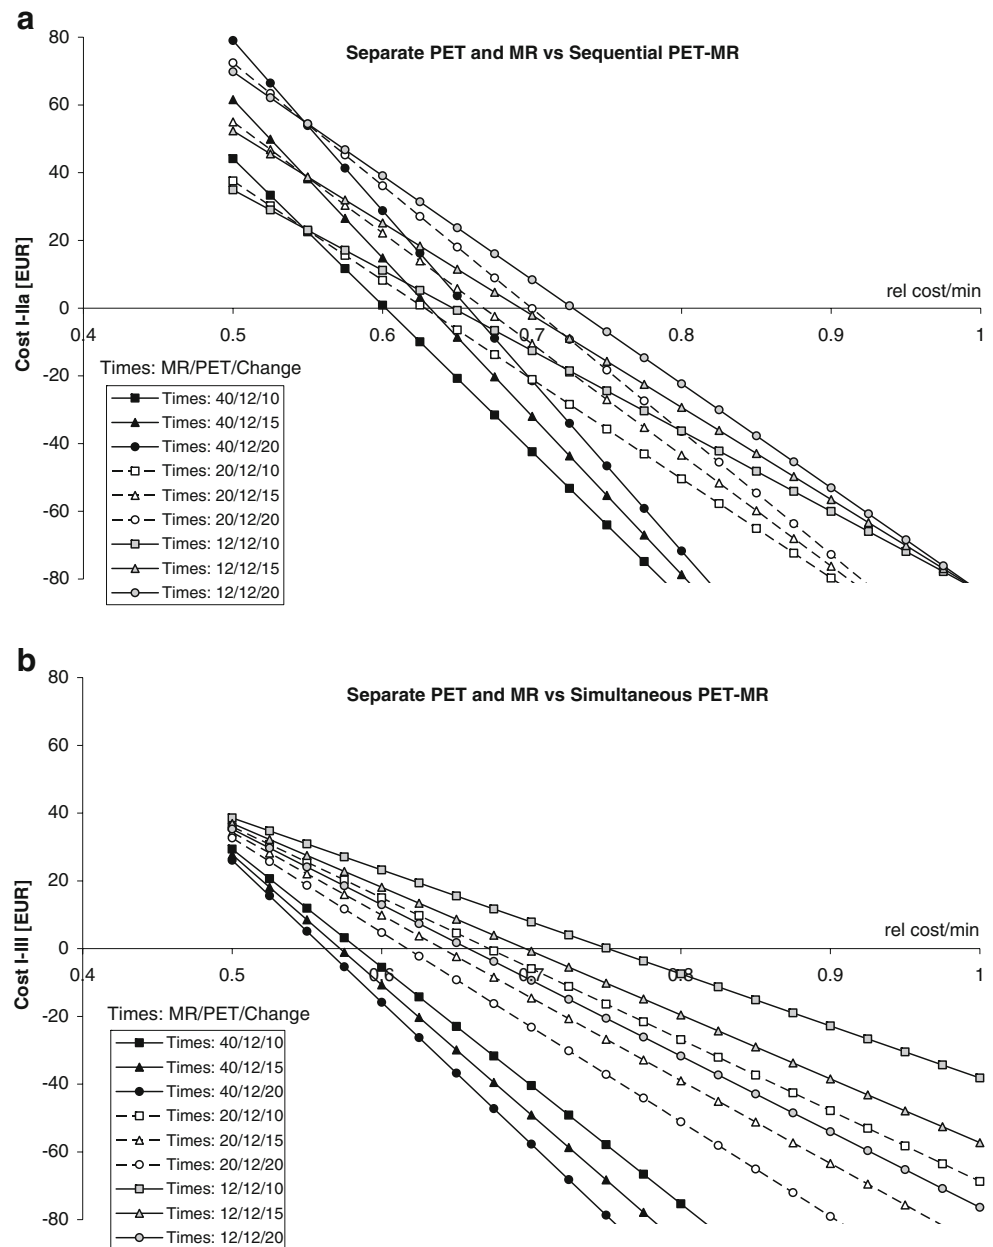 a
Separate PET and MR vs Sequential PET-MR
80
60
40
20
0
-20
-40
-60
-80
Cost I-IIa [EUR]
rel cost/min
0.4 0.5 0.6 0.7 0.8 0.9 1
Times: MR/PET/Change
Times: 40/12/10
Times: 40/12/15
Times: 40/12/20
Times: 20/12/10
Times: 20/12/15
Times: 20/12/20
Times: 12/12/10
Times: 12/12/15
Times: 12/12/20
b
Separate PET and MR vs Simultaneous PET-MR
80
60
40
20
0
-20
-40
-60
-80
Cost I-III [EUR]
rel cost/min
0.4 0.5 0.6 0.7 0.8 0.9 1
Times: MR/PET/Change
Times: 40/12/10
Times: 40/12/15
Times: 40/12/20
Times: 20/12/10
Times: 20/12/15
Times: 20/12/20
Times: 12/12/10
Times: 12/12/15
Times: 12/12/20